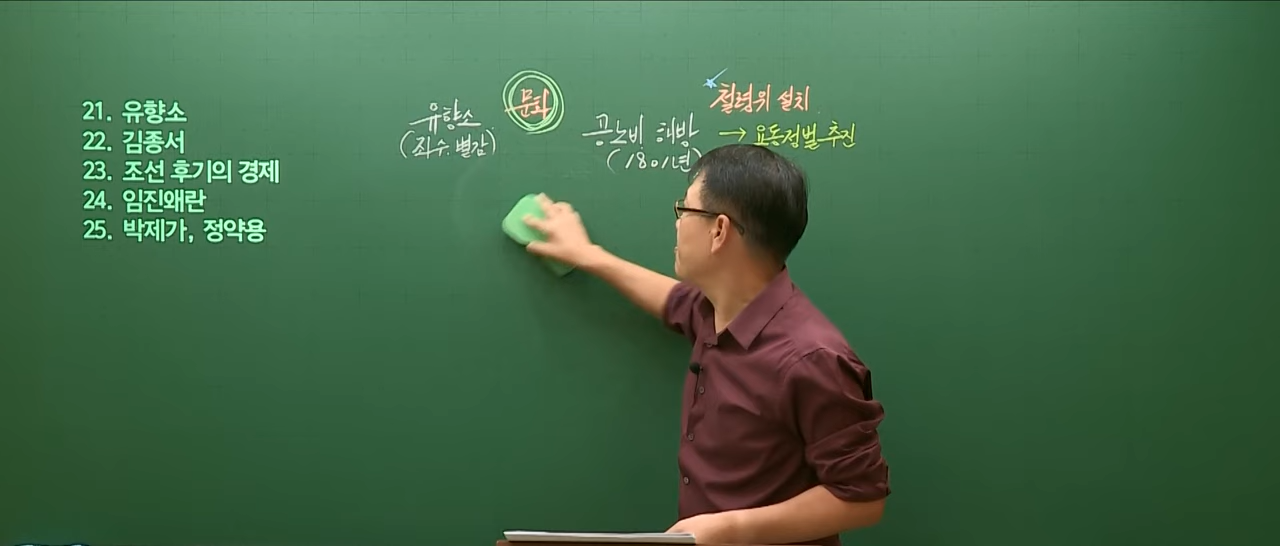 21. 유향소
22. 김종서
23. 조선 후기의 경제
24. 임진왜란
25. 박제가, 정약용
유향소
(좌수.별감)
문화
공노비 해방
(1801년)
철령위 설치
→ 요동정벌 추진